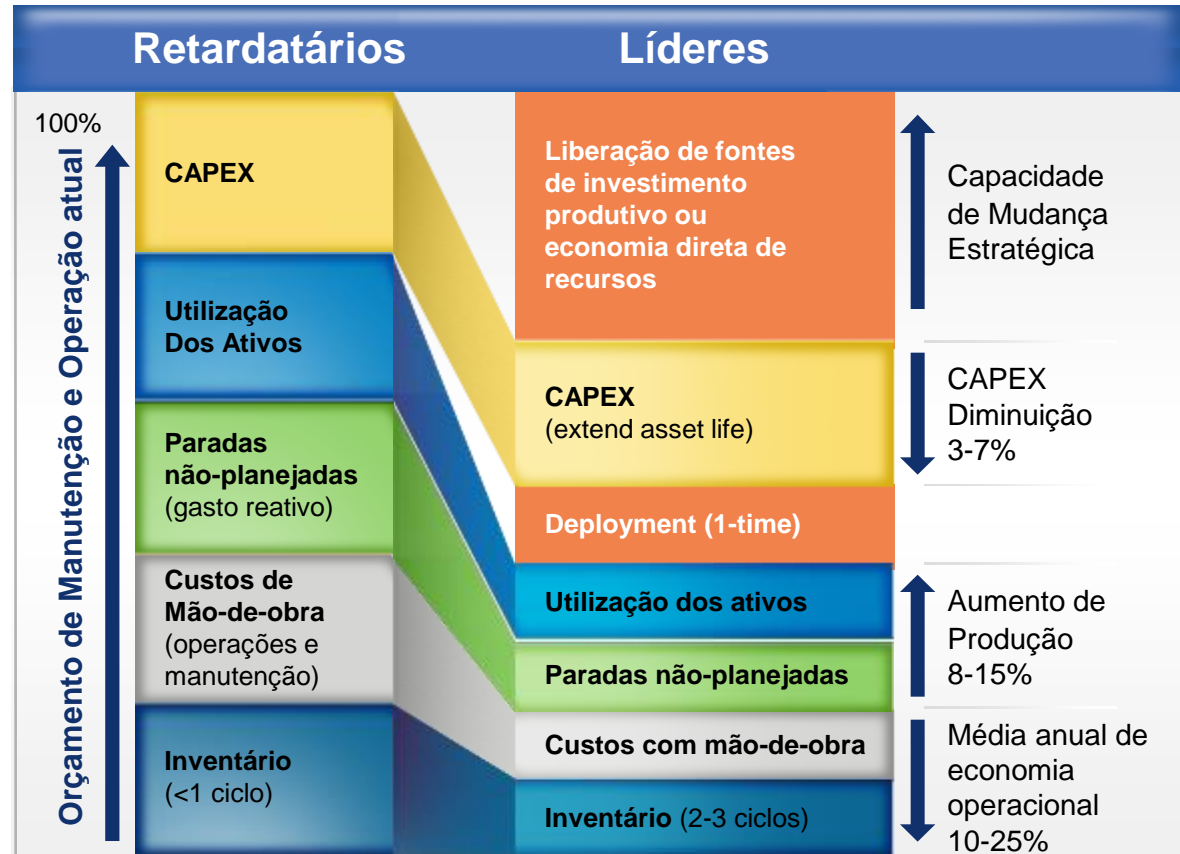 Retardatários
Líderes
100%
Orçamento de Manutenção e Operação atual
CAPEX
Utilização
Dos Ativos
Paradas
não-planejadas
(gasto reativo)
Custos de
Mão-de-obra
(operações e
manutenção)
Inventário
(<1 ciclo)
Liberação de fontes
de investimento
produtivo ou
economia direta de
recursos
CAPEX
(extend asset life)
Deployment (1-time)
Utilização dos ativos
Paradas não-planejadas
Custos com mão-de-obra
Inventário (2-3 ciclos)
Capacidade
de Mudança
Estratégica
CAPEX
Diminuição
3-7%
Aumento de
Produção
8-15%
Média anual de
economia
operacional
10-25%